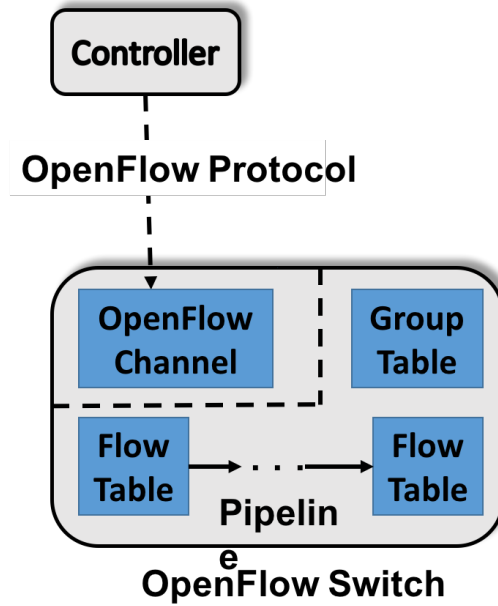 Controller
OpenFlow Protocol
OpenFlow
Channel
Group
Table
Flow
Table
. . .
Flow
Table
Pipelin
e
OpenFlow Switch